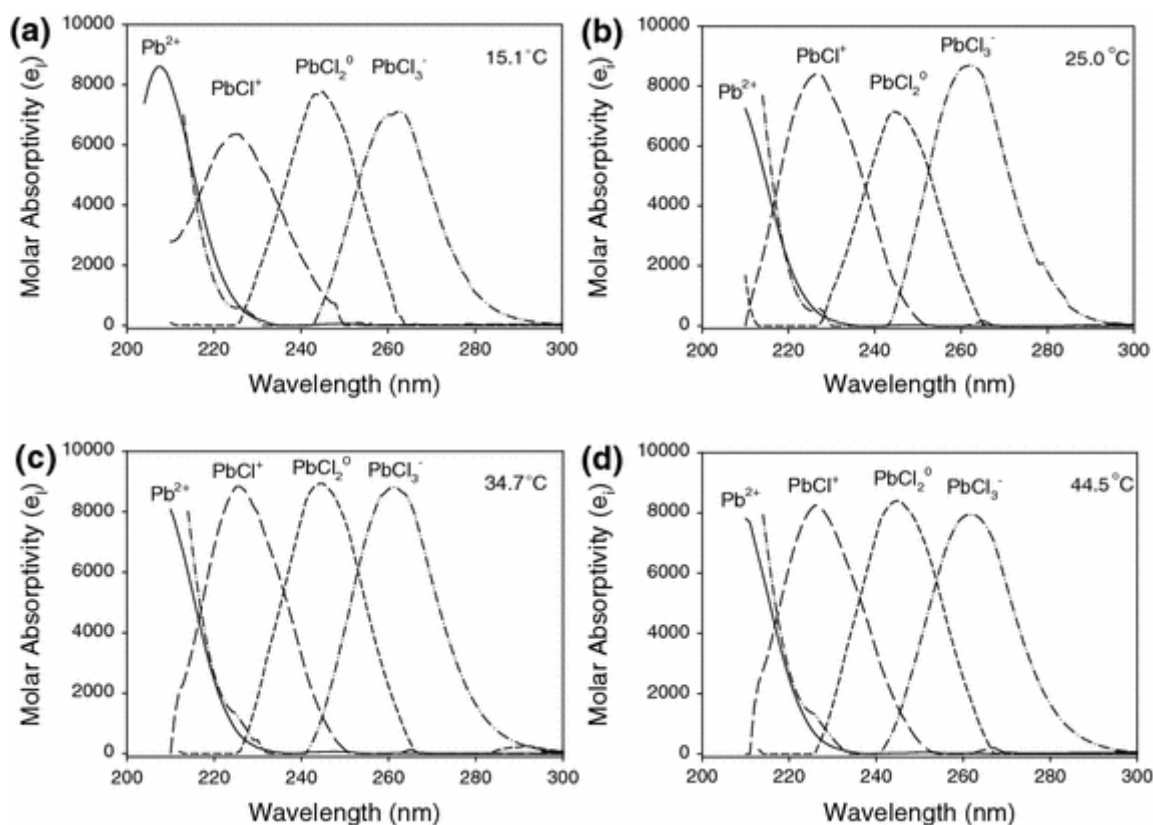 (a)
Pb2+
PbCl+
PbCl20
PbCl3-
15.1°C
10000
8000
6000
4000
2000
0
Molar Absorptivity (ei)
200 220 240 260 280 300
Wavelength (nm)
(b)
Pb2+
PbCl+
PbCl20
PbCl3-
25.0 °C
10000
8000
6000
4000
2000
0
Molar Absorptivity (ei)
200 220 240 260 280 300
Wavelength (nm)
(c)
Pb2+
PbCl+
PbCl20
PbCl3-
34.7°C
10000
8000
6000
4000
2000
0
Molar Absorptivity (ei)
200 220 240 260 280 300
Wavelength (nm)
(d)
Pb2+
PbCl+
PbCl20
PbCl3-
44.5°C
10000
8000
6000
4000
2000
0
Molar Absorptivity (ei)
200 220 240 260 280 300
Wavelength (nm)